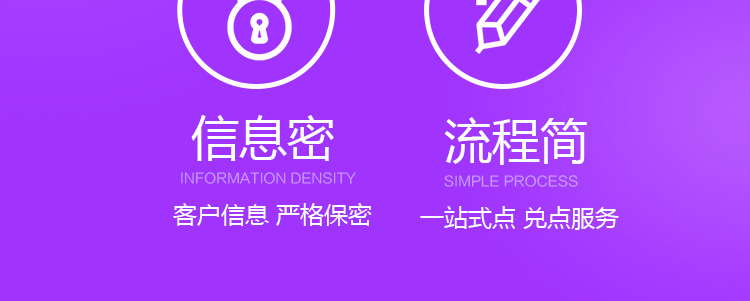 信息密
INFORMATION DENSITY
客户信息 严格保密
流程简
SIMPLE PROCESS
一站式点 兑点服务